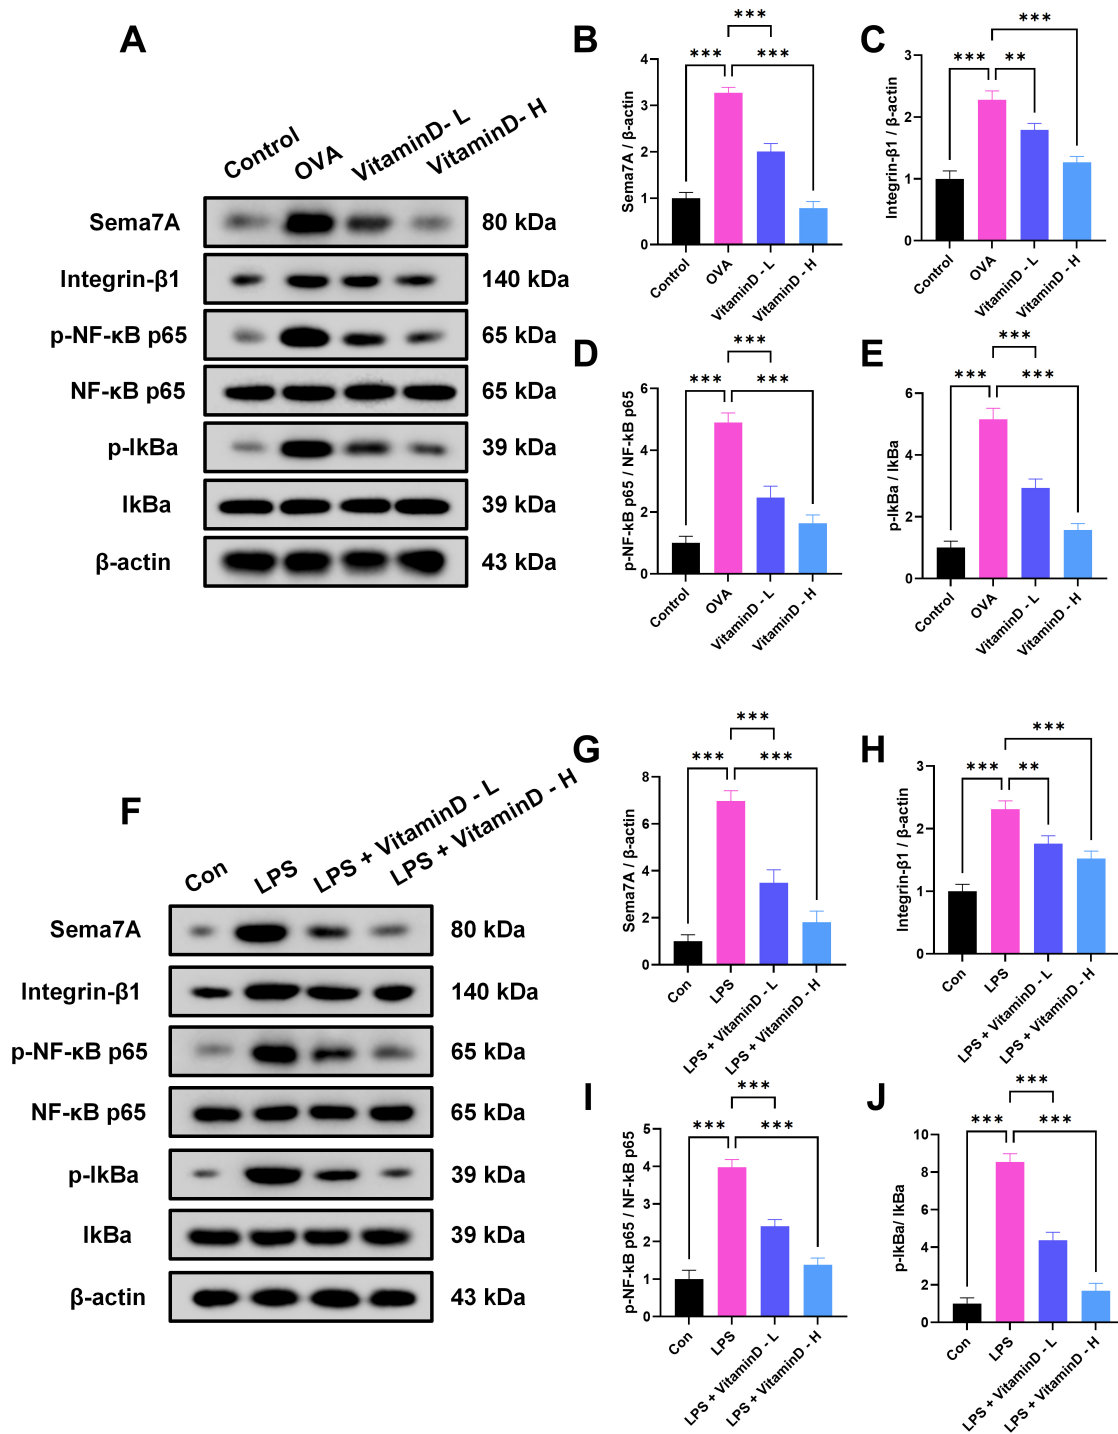 A
Control
OVA
VitaminD- L
VitaminD- H
Sema7A
80 kDa
Integrin-β1
140 kDa
p-NF-κB p65
65 kDa
NF-κB p65
65 kDa
p-IkBa
39 kDa
IkBa
39 kDa
β-actin
43 kDa
B
***
***
***
Sema7A / β-actin
4
3
2
1
0
Control
OVA
VitaminD - L
VitaminD - H
C
***
***
**
Integrin-β1 / β-actin
3
2
1
0
Control
OVA
VitaminD - L
VitaminD - H
D
***
***
***
p-NF-kB p65 / NF-kB p65
6
4
2
0
Control
OVA
VitaminD - L
VitaminD - H
E
***
***
***
p-IkBa / IkBa
6
4
2
0
Control
OVA
VitaminD - L
VitaminD - H
F
Con
LPS
LPS + VitaminD - L
LPS + VitaminD - H
Sema7A
80 kDa
Integrin-β1
140 kDa
p-NF-κB p65
65 kDa
NF-κB p65
65 kDa
p-IkBa
39 kDa
IkBa
39 kDa
β-actin
43 kDa
G
***
***
***
Sema7A / β-actin
8
6
4
2
0
Con
LPS
LPS + VitaminD - L
LPS + VitaminD - H
H
***
***
**
Integrin-β1 / β-actin
3
2
1
0
Con
LPS
LPS + VitaminD - L
LPS + VitaminD - H
I
***
***
***
p-NF-kB p65 / NF-kB p65
5
4
3
2
1
0
Con
LPS
LPS + VitaminD - L
LPS + VitaminD - H
J
***
***
***
p-IkBa/ IkBa
10
8
6
4
2
0
Con
LPS
LPS + VitaminD - L
LPS + VitaminD - H